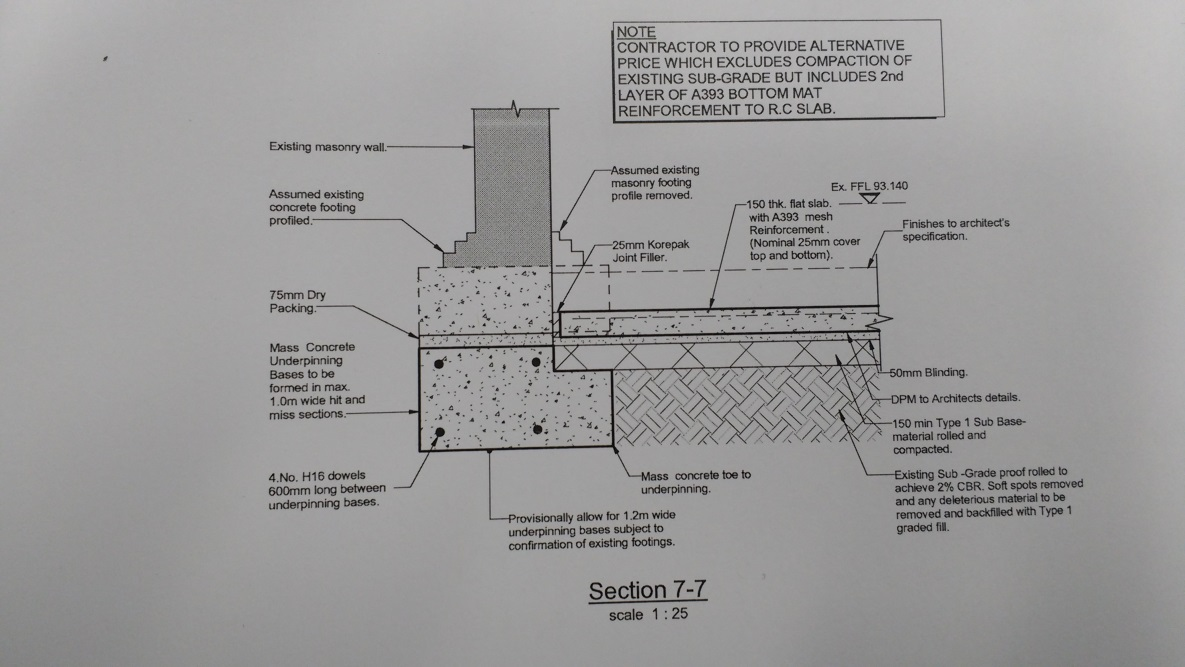 NOTE
CONTRACTOR TO PROVIDE ALTERNATIVE
PRICE WHICH EXCLUDES COMPACTION OF
EXISTING SUB-GRADE BUT INCLUDES 2nd
LAYER OF A393 BOTTOM MAT
REINFORCEMENT TO R.C SLAB.
Existing masonry wall.
Assumed existing
concrete footing
profiled.
75mm Dry
Packing.
Mass Concrete
Underpinning
Bases to be
formed in max.
1.0m wide hit and
miss sections.
4.No. H16 dowels
600mm long between
underpinning bases.
Assumed existing
masonry footing
profile removed.
25mm Korepak
Joint Filler.
150 thk. flat slab.
with A393 mesh
Reinforcement .
(Nominal 25mm cover
top and bottom).
Ex. FFL 93.140
Finishes to architect's
specification.
50mm Blinding.
DPM to Architects details.
150 min Type 1 Sub Base-
material rolled and
compacted.
Existing Sub -Grade proof rolled to
achieve 2% CBR. Soft spots removed
and any deleterious material to be
removed and backfilled with Type 1
graded fill.
Mass concrete toe to
underpinning.
Provisionally allow for 1.2m wide
underpinning bases subject to
confirmation of existing footings.
Section 7-7
scale 1 : 25